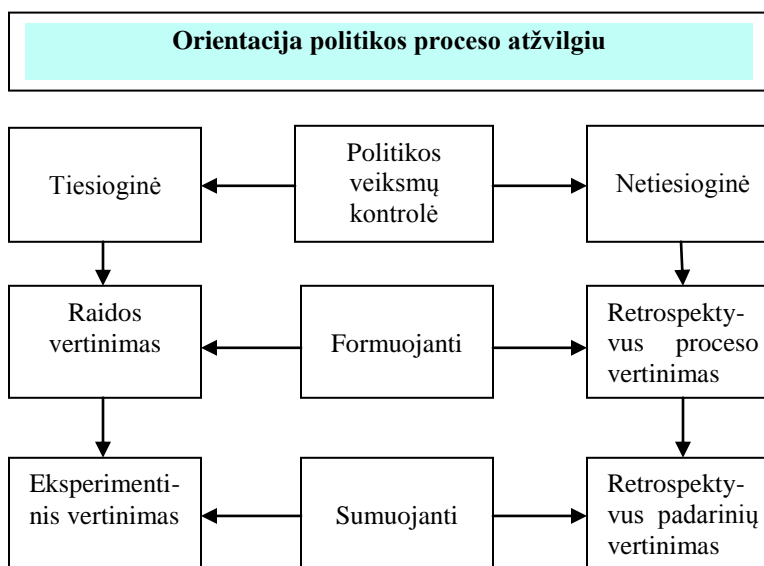 Orientacija politikos proceso atžvilgiu
Tiesioginė
Politikos
veiksmų
kontrolė
Netiesioginė
Raidos
vertinimas
Formuojanti
Retrospekty-
vus proceso
vertinimas
Eksperimenti-
nis vertinimas
Sumuojanti
Retrospekty-
vus padarinių
vertinimas